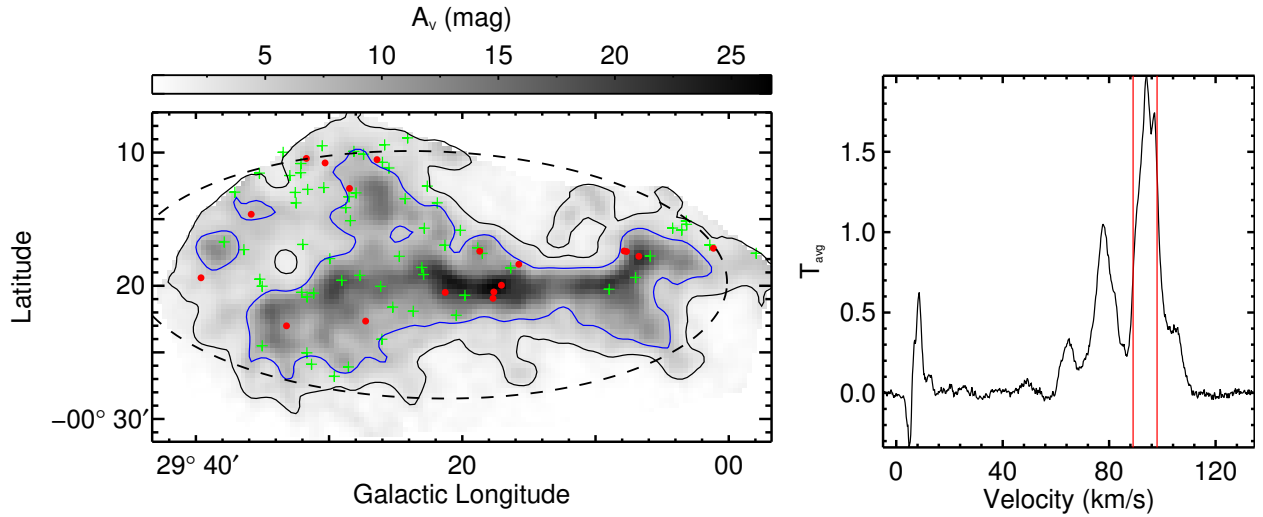 A_v (mag)
5 10 15 20 25
10
20
−00° 30′
Latitude
29° 40′ 20 00
Galactic Longitude
1.5
1.0
0.5
0.0
T_avg
0 40 80 120
Velocity (km/s)